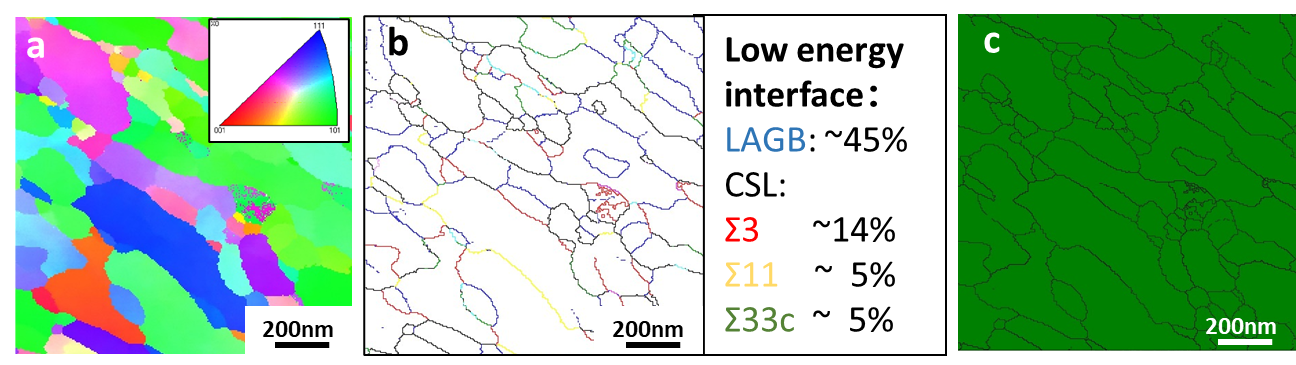 a
111
001
101
200nm
b
200nm
Low energy
interface:
LAGB: ~45%
CSL:
Σ3 ~14%
Σ11 ~ 5%
Σ33c ~ 5%
c
200nm